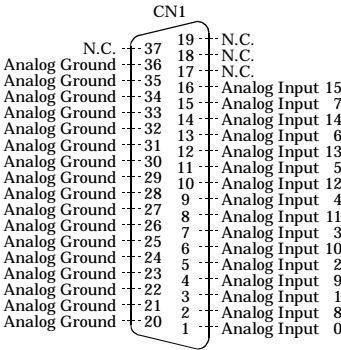 CN1
N.C. 37
Analog Ground 36
Analog Ground 35
Analog Ground 34
Analog Ground 33
Analog Ground 32
Analog Ground 31
Analog Ground 30
Analog Ground 29
Analog Ground 28
Analog Ground 27
Analog Ground 26
Analog Ground 25
Analog Ground 24
Analog Ground 23
Analog Ground 22
Analog Ground 21
Analog Ground 20
19 N.C.
18 N.C.
17 N.C.
16 Analog Input 15
15 Analog Input 7
14 Analog Input 14
13 Analog Input 6
12 Analog Input 13
11 Analog Input 5
10 Analog Input 12
9 Analog Input 4
8 Analog Input 11
7 Analog Input 3
6 Analog Input 10
5 Analog Input 2
4 Analog Input 9
3 Analog Input 1
2 Analog Input 8
1 Analog Input 0